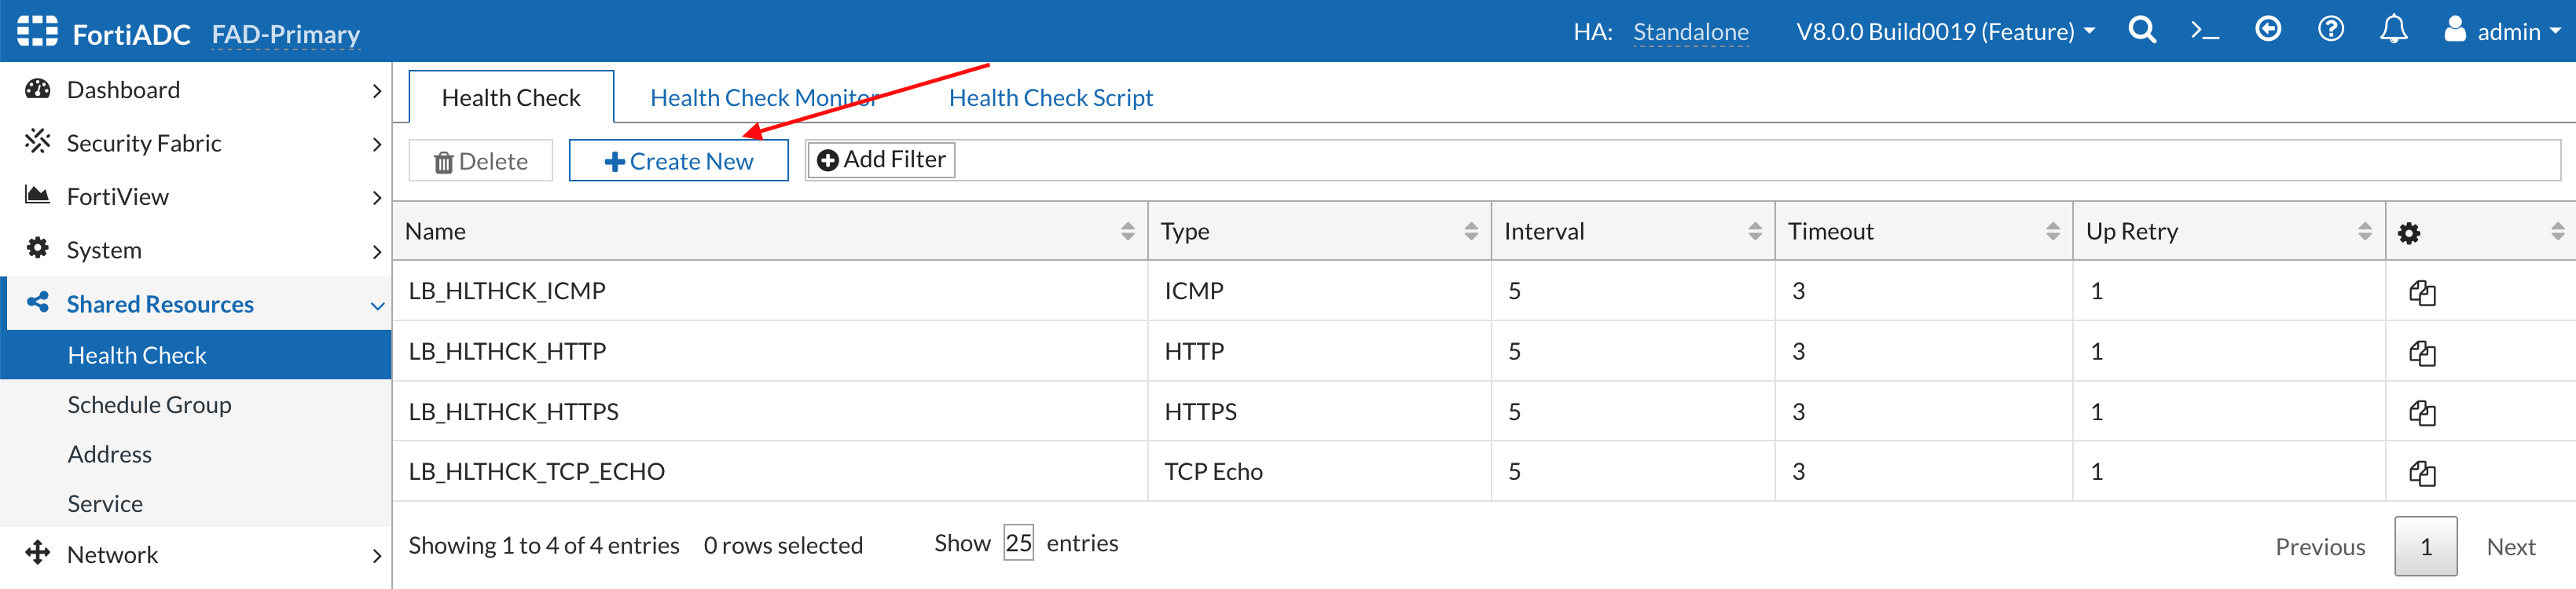 FortiADC FAD-Primary HA: Standalone V8.0.0 Build0019 (Feature) admin
Dashboard
Security Fabric
FortiView
System
Shared Resources
Health Check
Schedule Group
Address
Service
Network
Health Check Health Check Monitor Health Check Script
Delete Create New Add Filter
Name Type Interval Timeout Up Retry
LB_HLTHCK_ICMP ICMP 5 3 1
LB_HLTHCK_HTTP HTTP 5 3 1
LB_HLTHCK_HTTPS HTTPS 5 3 1
LB_HLTHCK_TCP_ECHO TCP Echo 5 3 1
Showing 1 to 4 of 4 entries 0 rows selected Show 25 entries Previous 1 Next